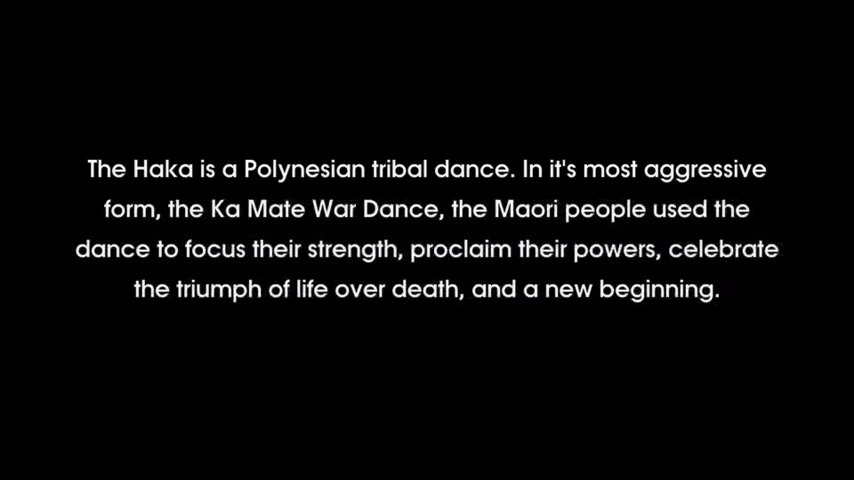 The Haka is a Polynesian tribal dance. In it's most aggressive
form, the Ka Mate War Dance, the Maori people used the
dance to focus their strength, proclaim their powers, celebrate
the triumph of life over death, and a new beginning.